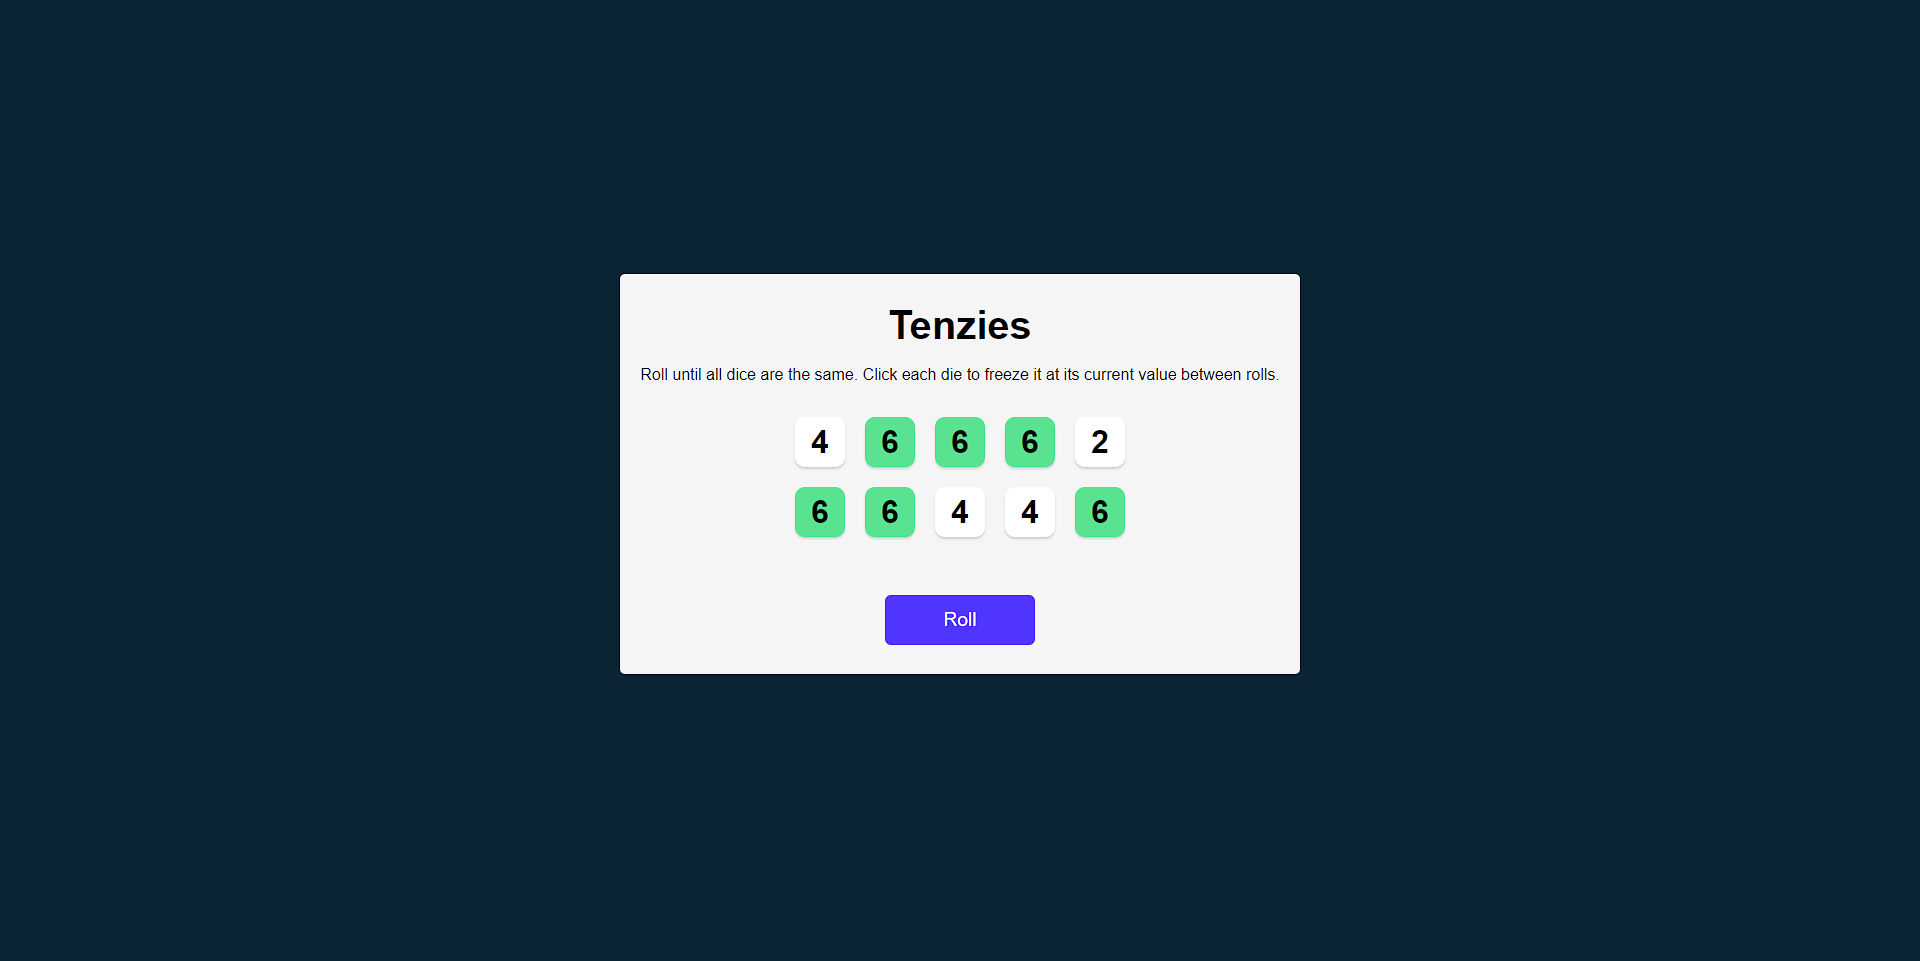 Tenzies
Roll until all dice are the same. Click each die to freeze it at its current value between rolls.
4 6 6 6 2
6 6 4 4 6
Roll